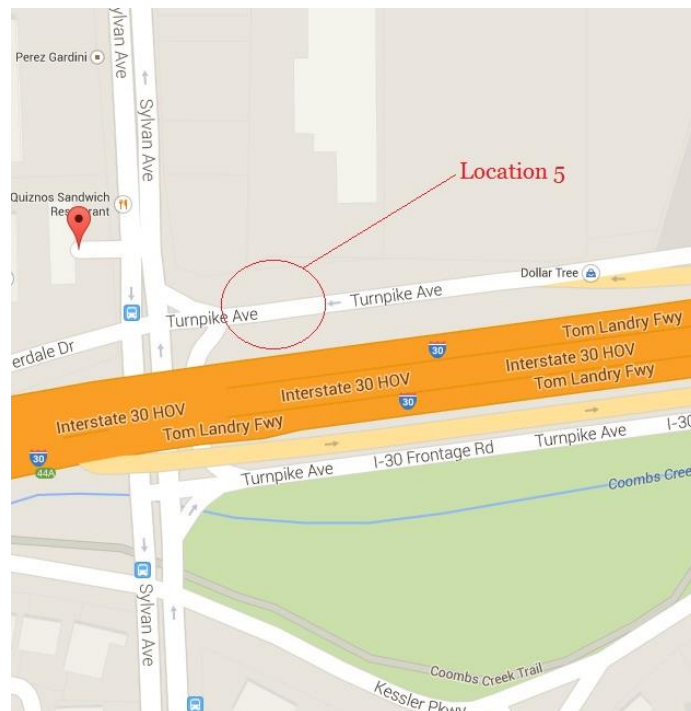 Sylvan Ave
Perez Gardini
Sylvan Ave
Location 5
Quiznos Sandwich
Restaurant
Dollar Tree
Turnpike Ave
Turnpike Ave
erdale Dr
Tom Landry Fwy
30
Interstate 30 HOV
Interstate 30 HOV
Tom Landry Fwy
Interstate 30 HOV
30
Tom Landry Fwy
30
44A
Turnpike Ave
I-30 Frontage Rd
Turnpike Ave
I-30
Coombs Cree
Sylvan Ave
Coombs Creek Trail
Kessler Pkwy